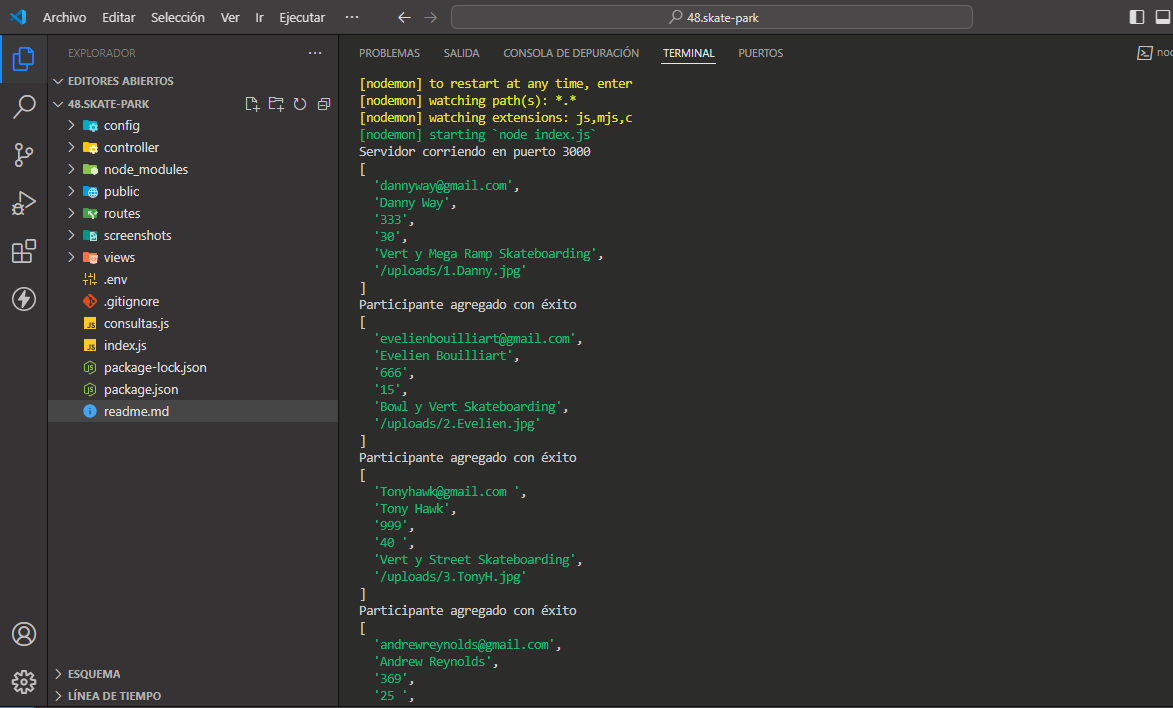 Archivo Editar Selección Ver Ir Ejecutar ···
48.skate-park
EXPLORADOR
EDITORES ABIERTOS
48.SKATE-PARK
config
controller
node_modules
public
routes
screenshots
views
.env
.gitignore
consultas.js
index.js
package-lock.json
package.json
readme.md
ESQUEMA
LÍNEA DE TIEMPO
PROBLEMAS SALIDA CONSOLA DE DEPURACIÓN TERMINAL PUERTOS
[nodemon] to restart at any time, enter
[nodemon] watching path(s): *.*
[nodemon] watching extensions: js,mjs,c
[nodemon] starting `node index.js`
Servidor corriendo en puerto 3000
[
'dannyway@gmail.com',
'Danny Way',
'333',
'30',
'Vert y Mega Ramp Skateboarding',
'/uploads/1.Danny.jpg'
]
Participante agregado con éxito
[
'evelienbouilliart@gmail.com',
'Evelien Bouilliart',
'666',
'15',
'Bowl y Vert Skateboarding',
'/uploads/2.Evelien.jpg'
]
Participante agregado con éxito
[
'Tonyhawk@gmail.com ',
'Tony Hawk',
'999',
'40 ',
'Vert y Street Skateboarding',
'/uploads/3.TonyH.jpg'
]
Participante agregado con éxito
[
'andrewreynolds@gmail.com',
'Andrew Reynolds',
'369',
'25 ',